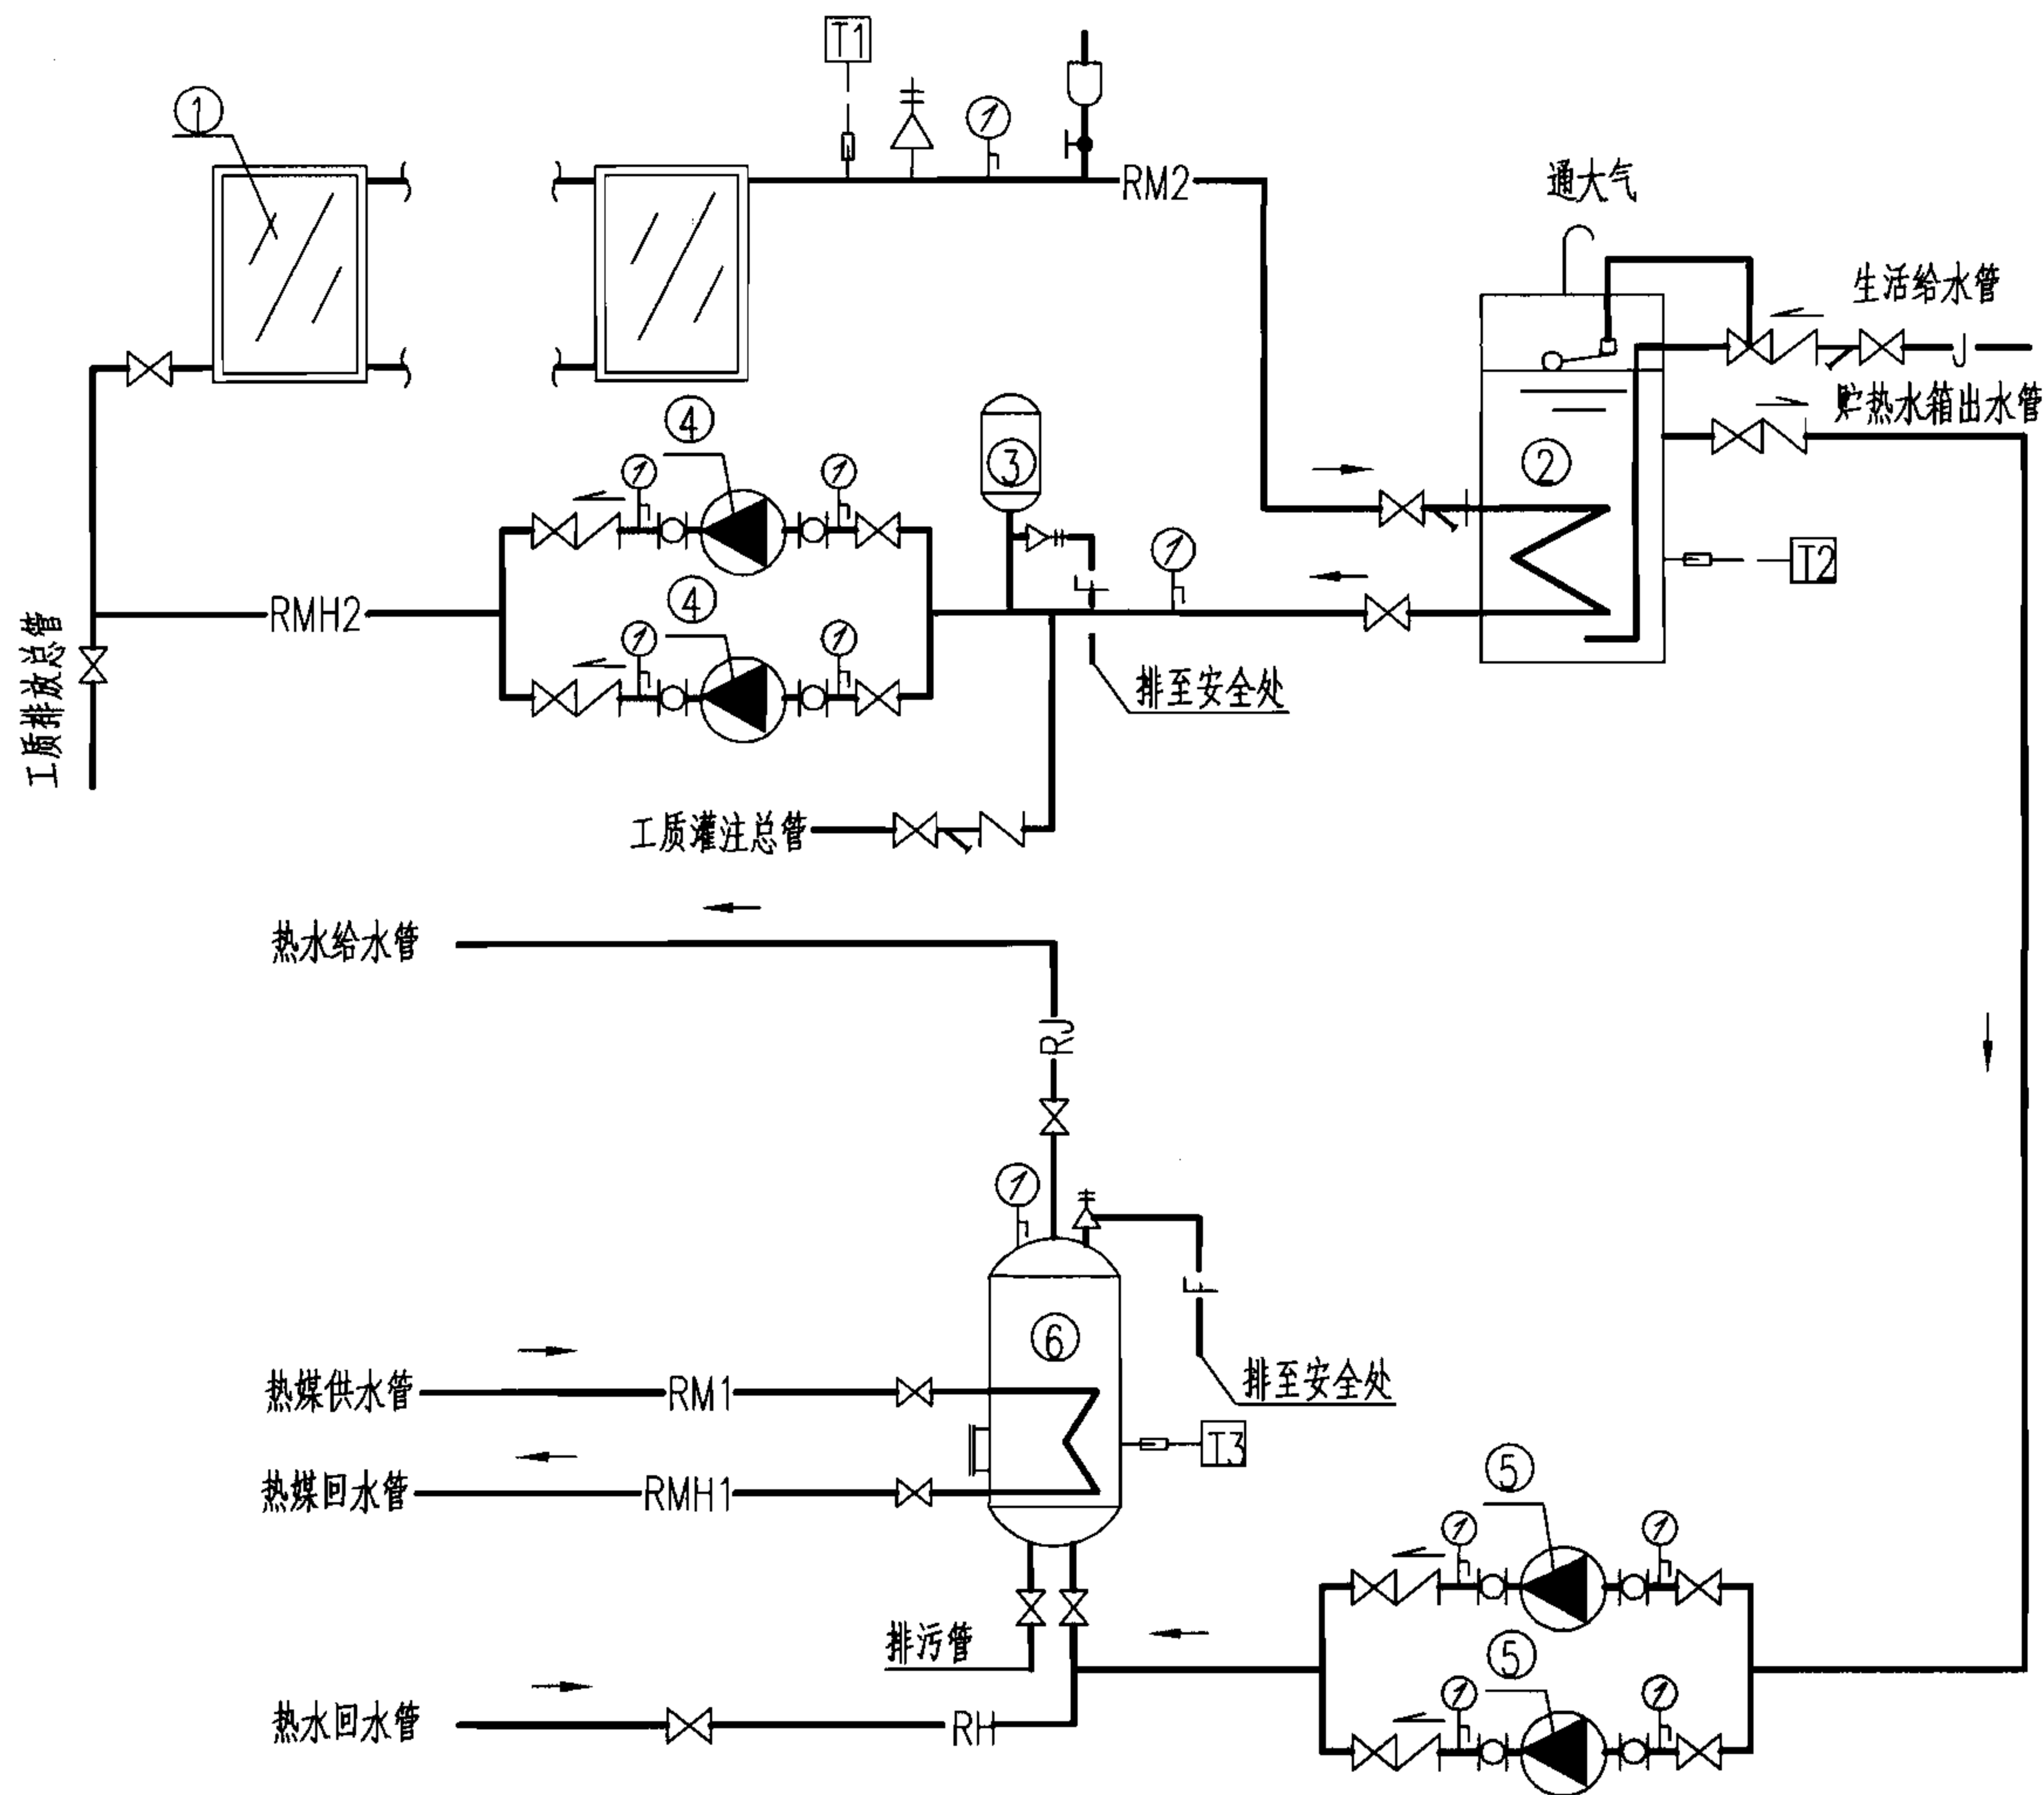 T1
1
RM2
通大气
生活给水管
J
贮热水箱出水管
4
3
2
T2
RMH2
4
工质排放总管
排至安全处
工质灌注总管
热水给水管
RJ
F
6
热媒供水管
RM1
排至安全处
T3
热媒回水管
RMH1
5
排污管
5
热水回水管
RH